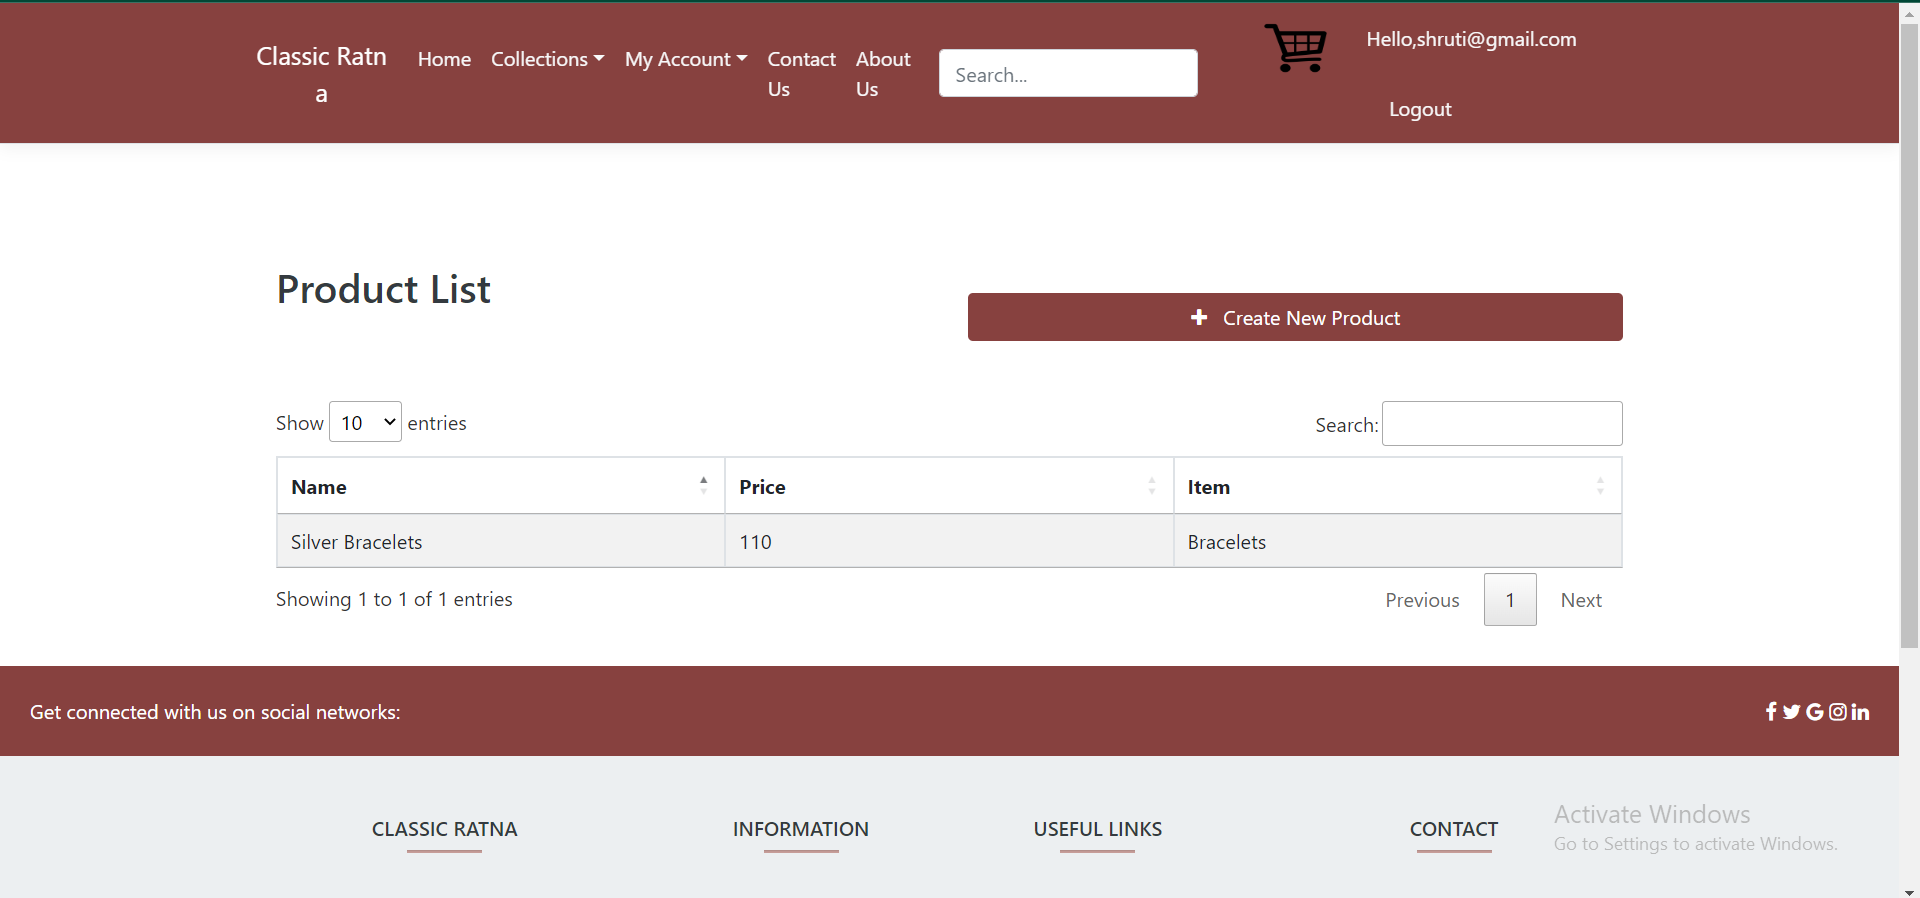 Classic Ratn
a
Home
Collections
My Account
Contact
Us
About
Us
Search...
Hello,shruti@gmail.com
Logout
Product List
Create New Product
Show 10 entries
Search:
Name Price Item
Silver Bracelets 110 Bracelets
Showing 1 to 1 of 1 entries
Previous 1 Next
Get connected with us on social networks:
CLASSIC RATNA INFORMATION USEFUL LINKS CONTACT
Activate Windows
Go to Settings to activate Windows.